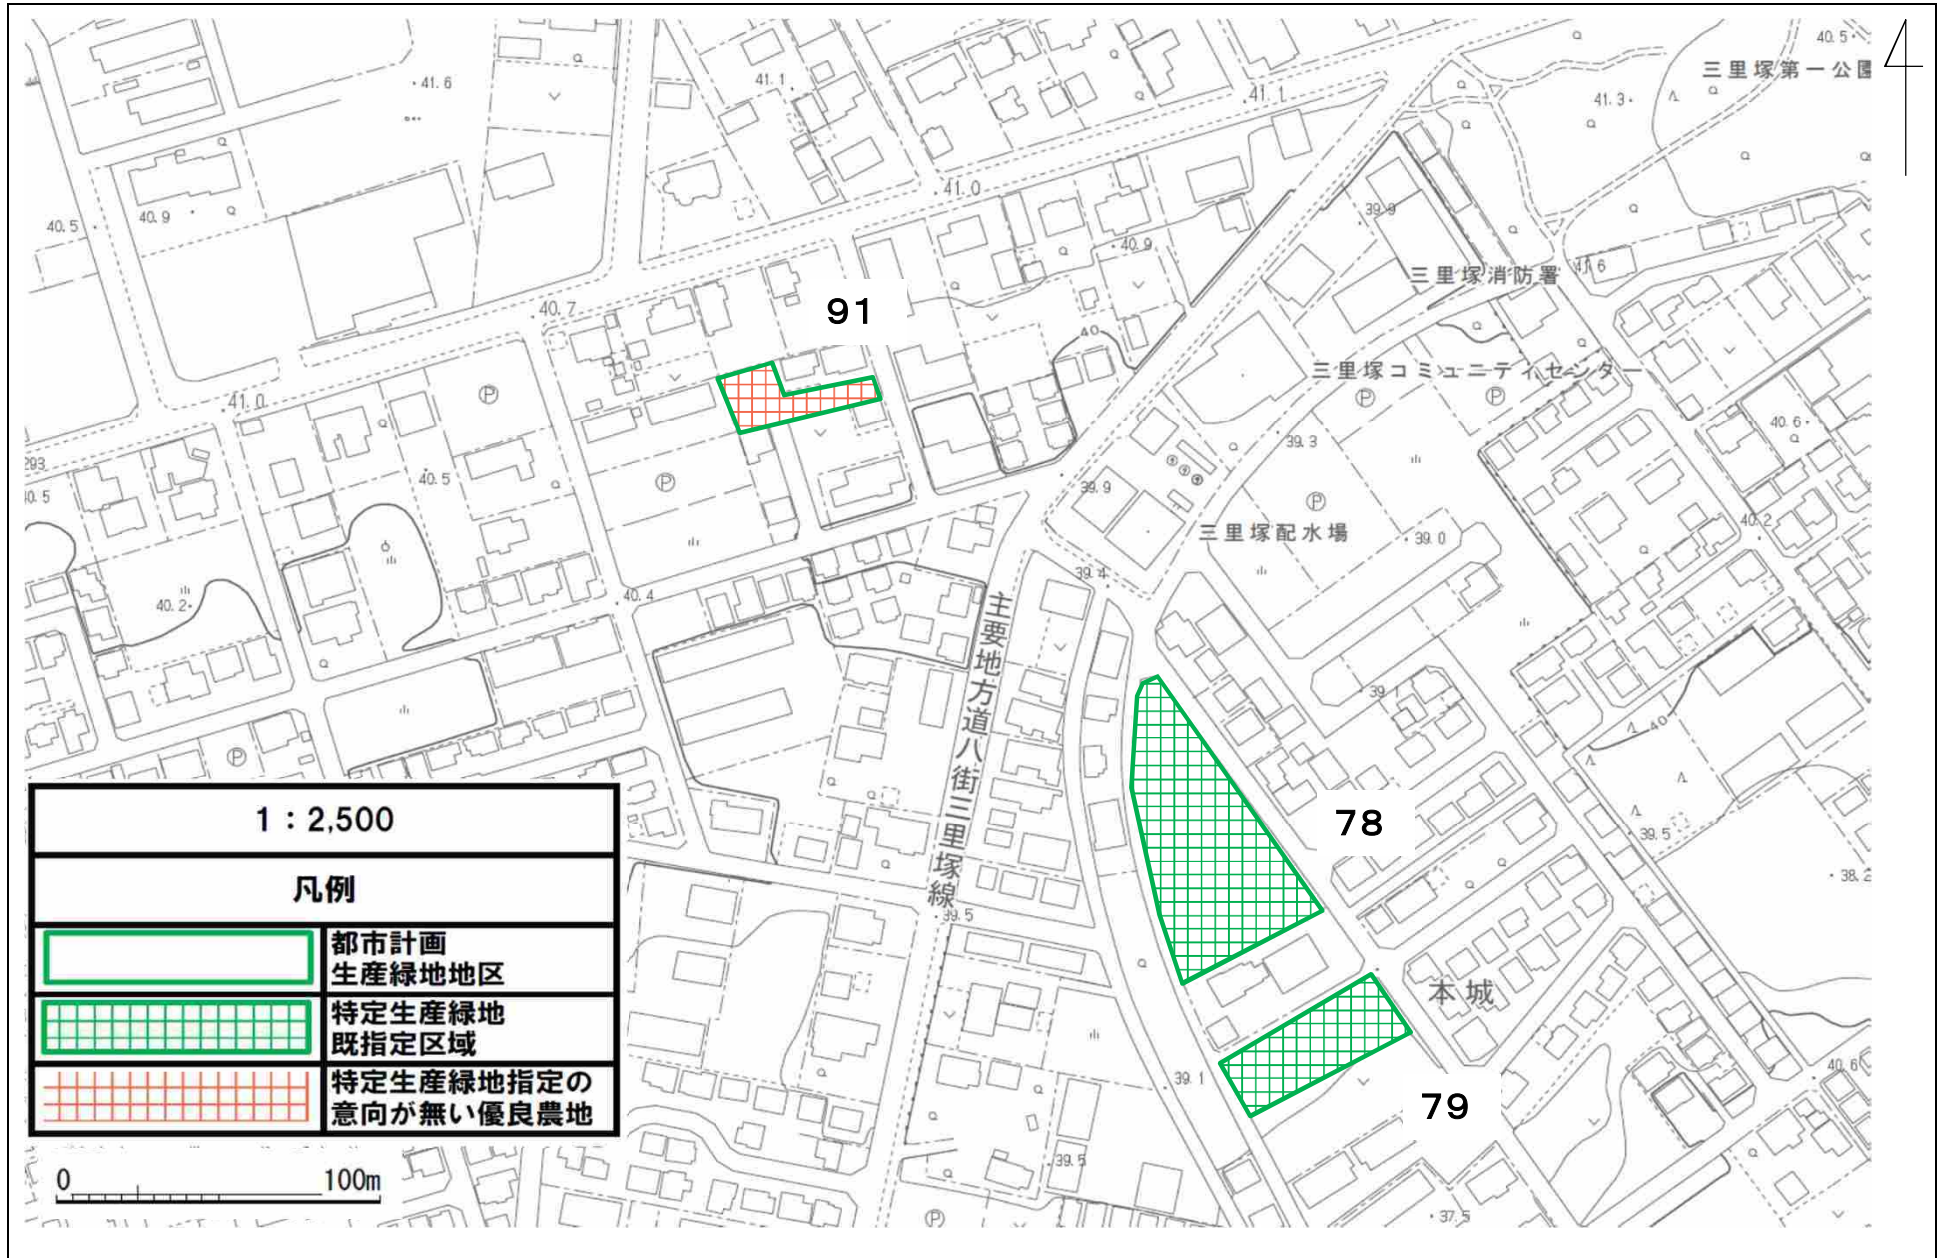 40.5
三里塚第一公園
41.6
41.1
41.3
41.1
41.0
40.9
40.5
39.9
40.9
三里塚消防署
41.6
40.7
91
40
三里塚コミュニティセンター
P
P
P
41.0
40.6
39.3
293
40.5
40.5
P
39.9
P
40.2
三里塚配水場
39.0
39.4
40.2
40.4
主要地方道八街三里塚線
39.1
40
P
1：2,500
78
39.5
凡例
38.2
39.5
都市計画
生産緑地地区
本城
特定生産緑地
既指定区域
40.6
39.1
特定生産緑地指定の
意向が無い優良農地
79
39.5
0
100m
P
37.5